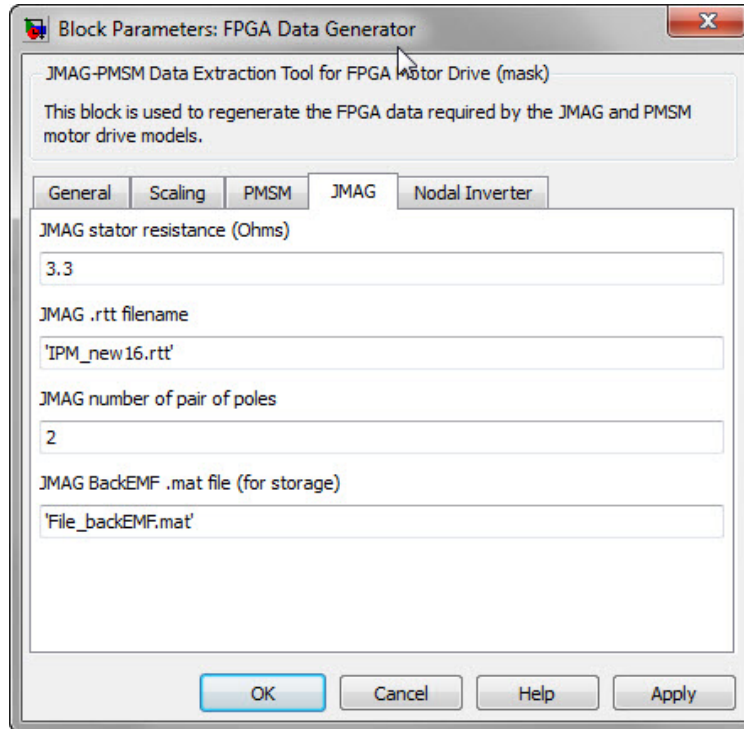 Block Parameters: FPGA Data Generator
JMAG-PMSM Data Extraction Tool for FPGA Motor Drive (mask)
This block is used to regenerate the FPGA data required by the JMAG and PMSM
motor drive models.
General Scaling PMSM JMAG Nodal Inverter
JMAG stator resistance (Ohms)
3.3
JMAG .rtt filename
'IPM_new16.rtt'
JMAG number of pair of poles
2
JMAG BackEMF .mat file (for storage)
'File_backEMF.mat'
OK Cancel Help Apply